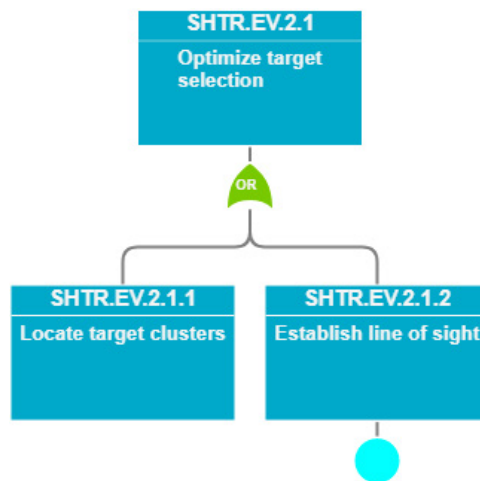 SHTR.EV.2.1
Optimize target
selection
OR
SHTR.EV.2.1.1
Locate target clusters
SHTR.EV.2.1.2
Establish line of sight